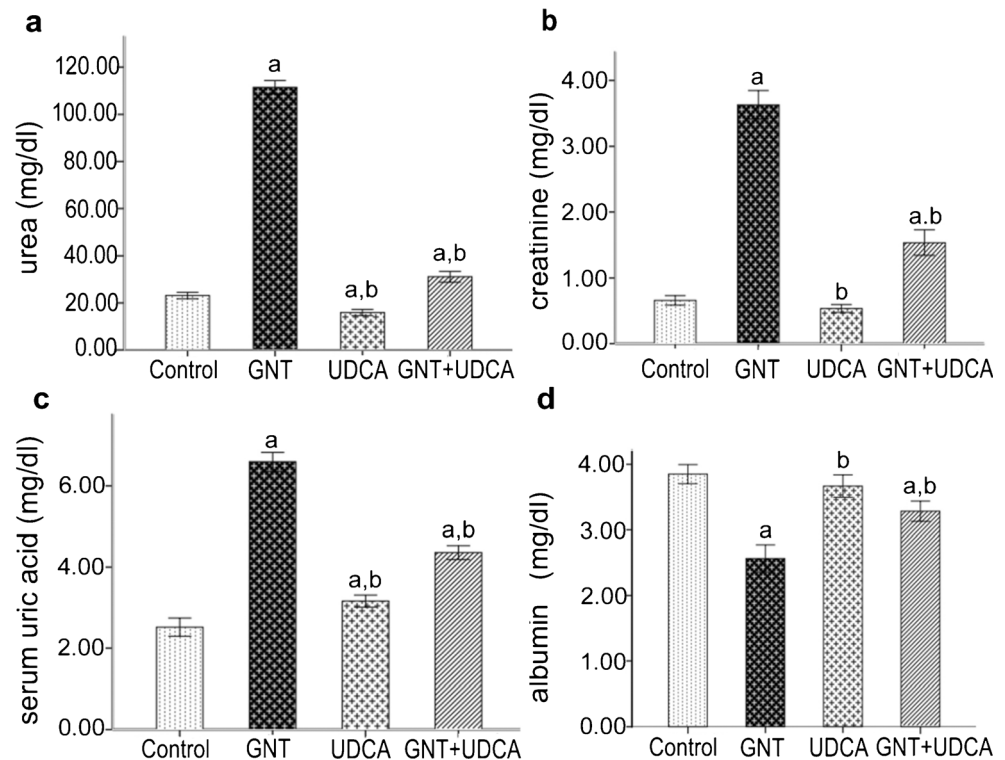 a
urea (mg/dl)
120.00
100.00
80.00
60.00
40.00
20.00
0.00
a
a,b
a,b
Control GNT UDCA GNT+UDCA
b
creatinine (mg/dl)
4.00
3.00
2.00
1.00
0.00
a
b
a.b
Control GNT UDCA GNT+UDCA
c
serum uric acid (mg/dl)
6.00
4.00
2.00
0.00
a
a,b
a,b
Control GNT UDCA GNT+UDCA
d
albumin (mg/dl)
4.00
3.00
2.00
1.00
0.00
a
b
a,b
Control GNT UDCA GNT+UDCA